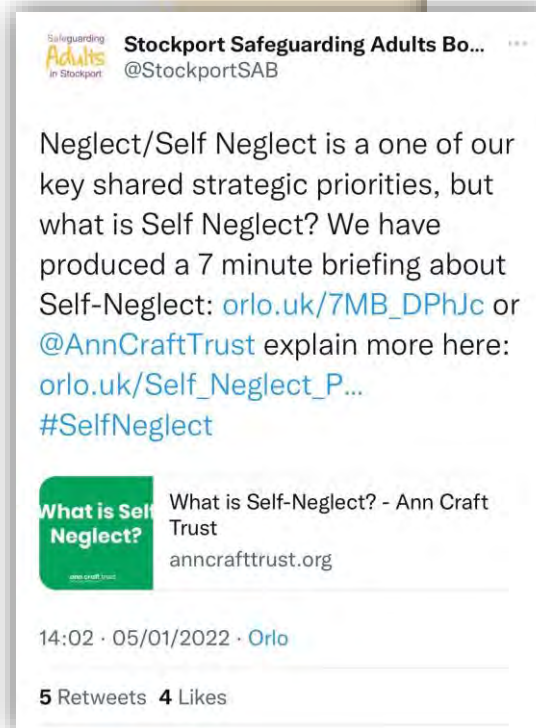 Safeguarding
Adults
in Stockport
Stockport Safeguarding Adults Bo...
@StockportSAB
Neglect/Self Neglect is a one of our
key shared strategic priorities, but
what is Self Neglect? We have
produced a 7 minute briefing about
Self-Neglect: orlo.uk/7MB_DPhJc or
@AnnCraftTrust explain more here:
orlo.uk/Self_Neglect_P...
#SelfNeglect
What is Self
Neglect?
ann craft trust
What is Self-Neglect? - Ann Craft
Trust
anncrafttrust.org
14:02 · 05/01/2022 · Orlo
5 Retweets 4 Likes